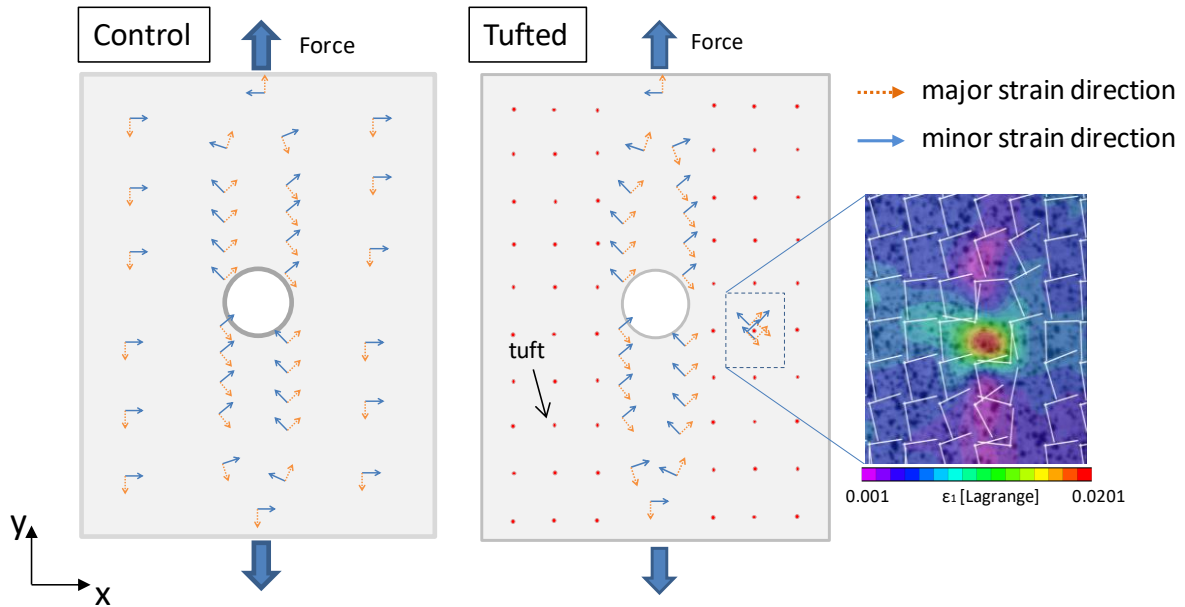 Control
Force
Tufted
Force
major strain direction
minor strain direction
tuft
0.001
ε₁ [Lagrange]
0.0201
y
x